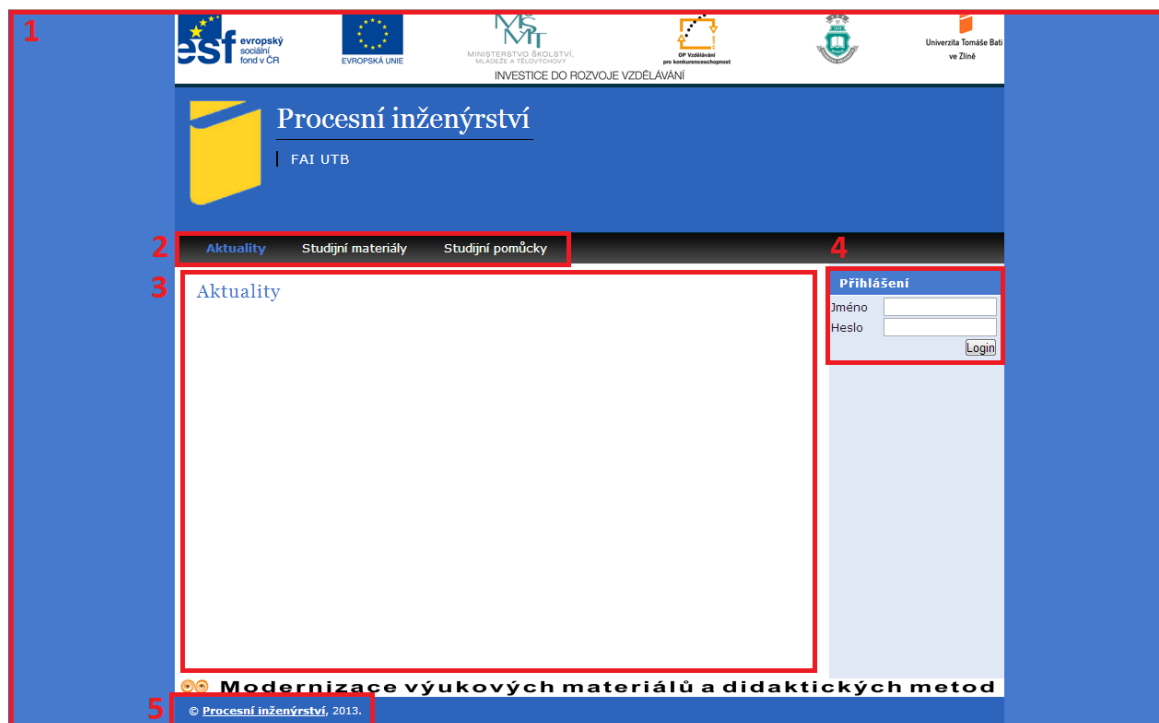 1
esf evropský
sociální
fond v ČR
EVROPSKÁ UNIE
MŠMT
MINISTERSTVO ŠKOLSTVÍ,
MLÁDEŽE A TĚLOVÝCHOVY
OP Vzdělávání
pro konkurenceschopnost
Univerzita Tomáše Bati
ve Zlíně
INVESTICE DO ROZVOJE VZDĚLÁVÁNÍ
Procesní inženýrství
FAI UTB
2 Aktuality Studijní materiály Studijní pomůcky 4
3 Aktuality
Přihlášení
Jméno
Heslo
Login
Modernizace výukových materiálů a didaktických metod
5 © Procesní inženýrství, 2013.